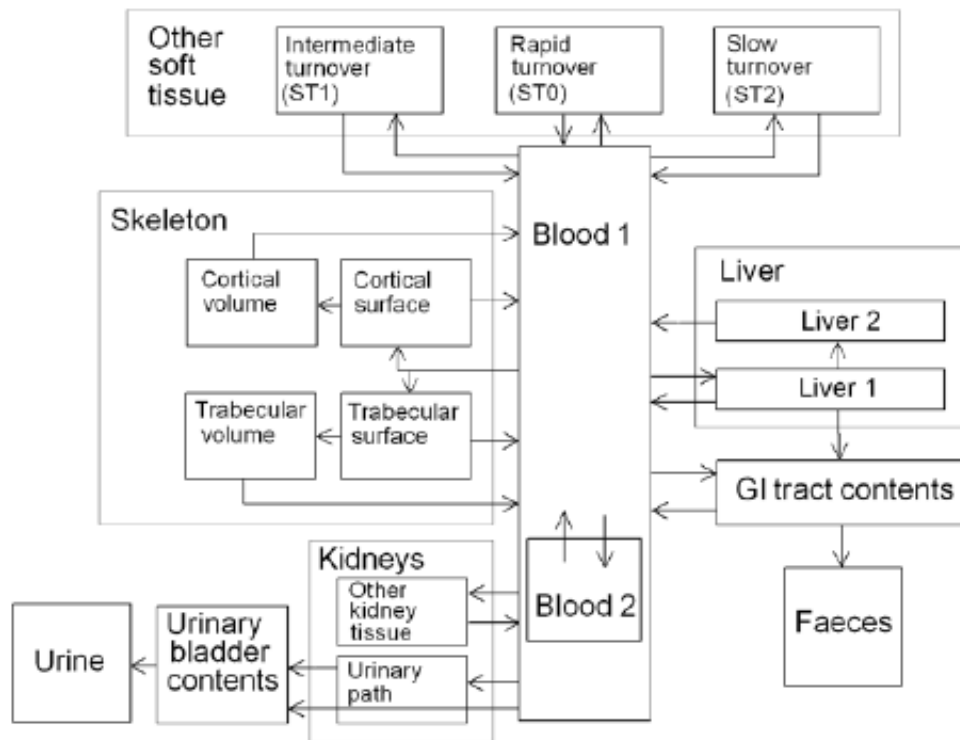 Other
soft
tissue
Intermediate
turnover
(ST1)
Rapid
turnover
(ST0)
Slow
turnover
(ST2)
Skeleton
Blood 1
Cortical
volume
Cortical
surface
Liver
Liver 2
Liver 1
Trabecular
volume
Trabecular
surface
GI tract contents
Kidneys
Other
kidney
tissue
Blood 2
Faeces
Urine
Urinary
bladder
contents
Urinary
path